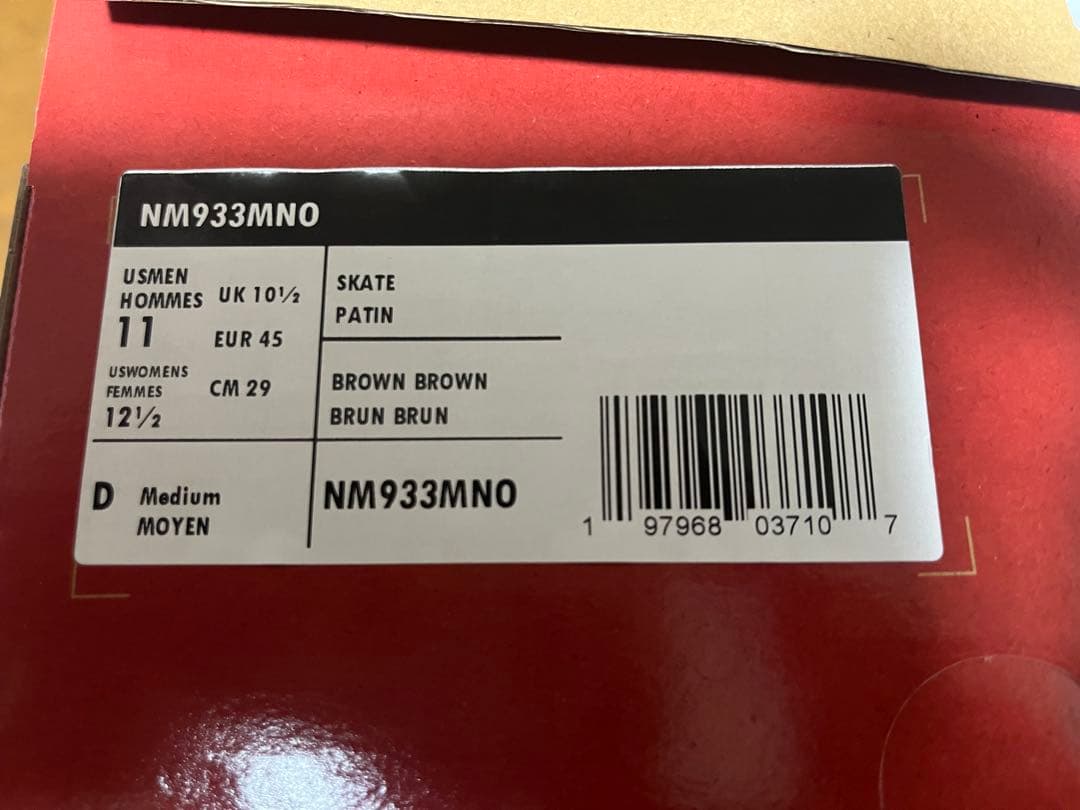 NM933MNO
USMEN
HOMMES
11
UK 10½
EUR 45
USWOMENS
FEMMES
12½
CM 29
SKATE
PATIN
BROWN BROWN
BRUN BRUN
D Medium
MOYEN
NM933MNO
1 97968 03710 7